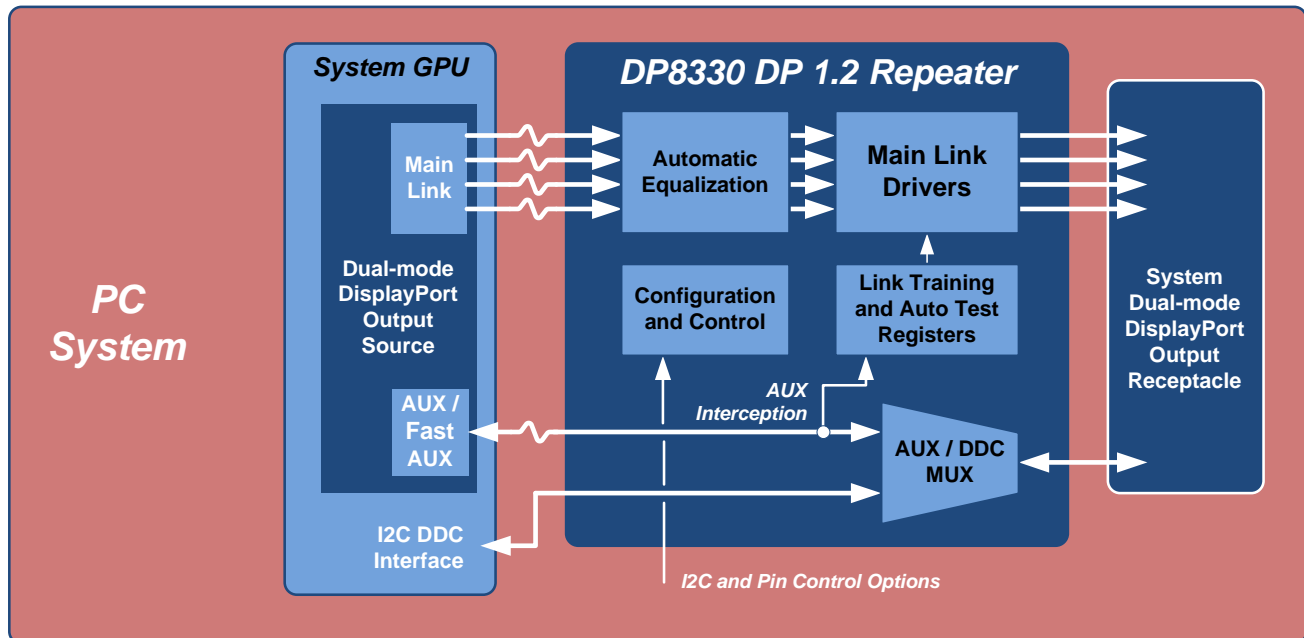 PC
System
System GPU
Main
Link
Dual-mode
DisplayPort
Output
Source
AUX /
Fast
AUX
I2C DDC
Interface
DP8330 DP 1.2 Repeater
Automatic
Equalization
Main Link
Drivers
Configuration
and Control
Link Training
and Auto Test
Registers
AUX
Interception
AUX / DDC
MUX
I2C and Pin Control Options
System
Dual-mode
DisplayPort
Output
Receptacle